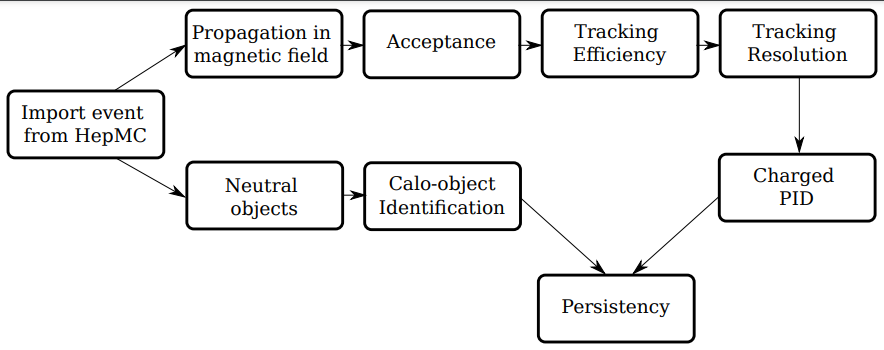 Propagation in
magnetic field
Acceptance
Tracking
Efficiency
Tracking
Resolution
Import event
from HepMC
Neutral
objects
Calo-object
Identification
Charged
PID
Persistency